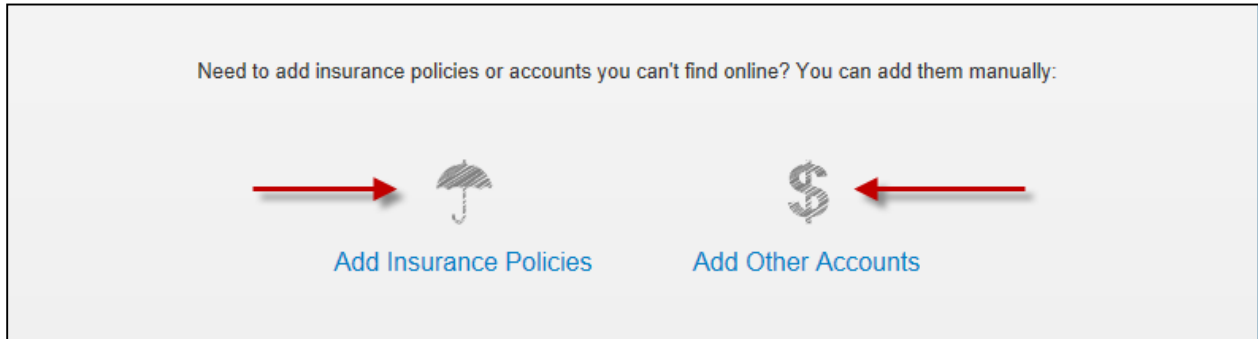 Need to add insurance policies or accounts you can't find online? You can add them manually:
Add Insurance Policies
Add Other Accounts